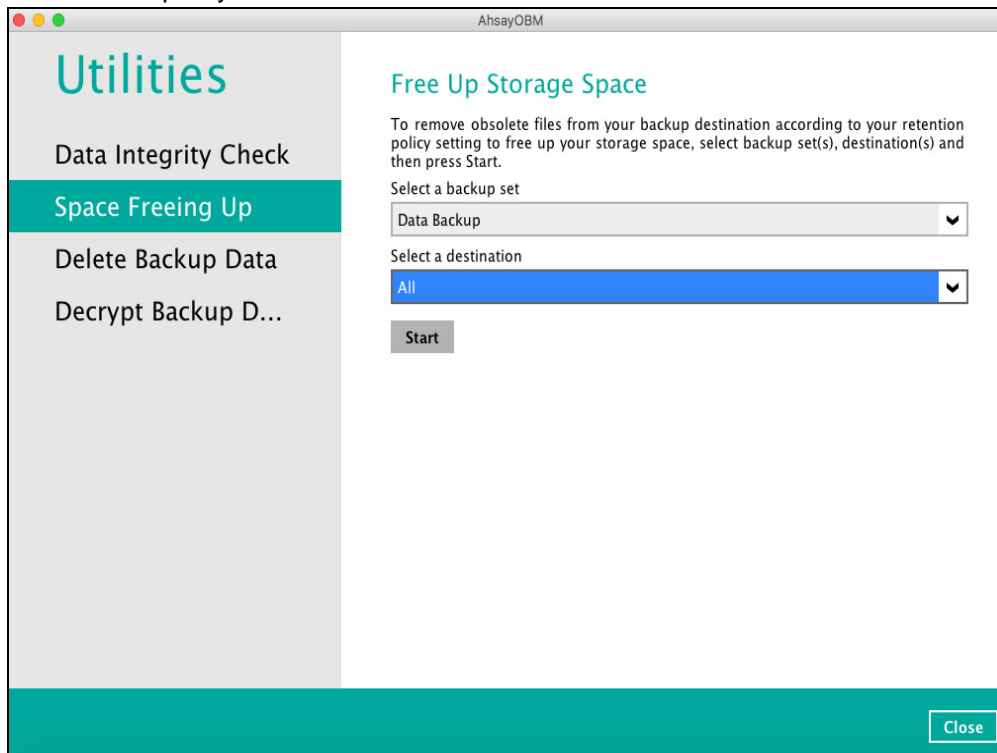 AhsayOBM
Utilities
Data Integrity Check
Space Freeing Up
Delete Backup Data
Decrypt Backup D...
Free Up Storage Space
To remove obsolete files from your backup destination according to your retention
policy setting to free up your storage space, select backup set(s), destination(s) and
then press Start.
Select a backup set
Data Backup
Select a destination
All
Start
Close